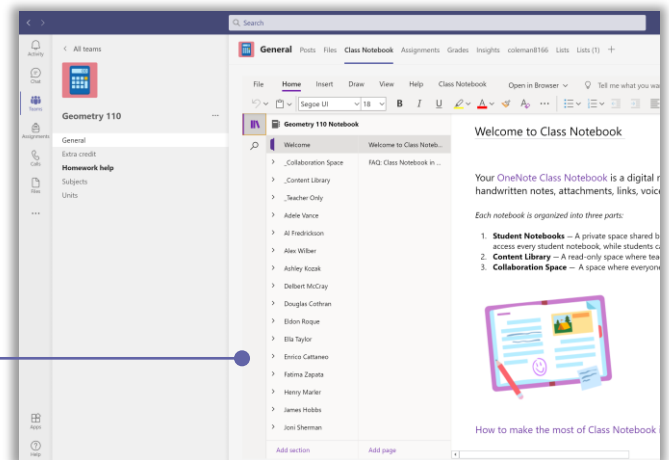 Search
Activity
Chat
Teams
Assignments
Calls
Files
Apps
Help
All teams
Geometry 110
General
Extra credit
Homework help
Subjects
Units
General Posts Files Class Notebook Assignments Grades Insights coleman8166 Lists Lists (1) +
File Home Insert Draw View Help Class Notebook Open in Browser Tell me what you
Segoe UI 18 B I U A
Geometry 110 Notebook
Welcome
_Collaboration Space
_Content Library
_Teacher Only
Adele Vance
Al Fredrickson
Alex Wilber
Ashley Kozak
Delbert McCray
Douglas Cothran
Eldon Roque
Ella Taylor
Enrico Cattaneo
Fatima Zapata
Henry Marler
James Hobbs
Joni Sherman
Add section
Welcome to Class Noteb...
FAQ: Class Notebook in ...
Add page
Welcome to Class Notebook
Your OneNote Class Notebook is a digital
handwritten notes, attachments, links,
Each notebook is organized into three parts:
1. Student Notebooks — A private space shared
access every student notebook, while students
2. Content Library — A read-only space where
3. Collaboration Space — A space where
How to make the most of Class Notebook